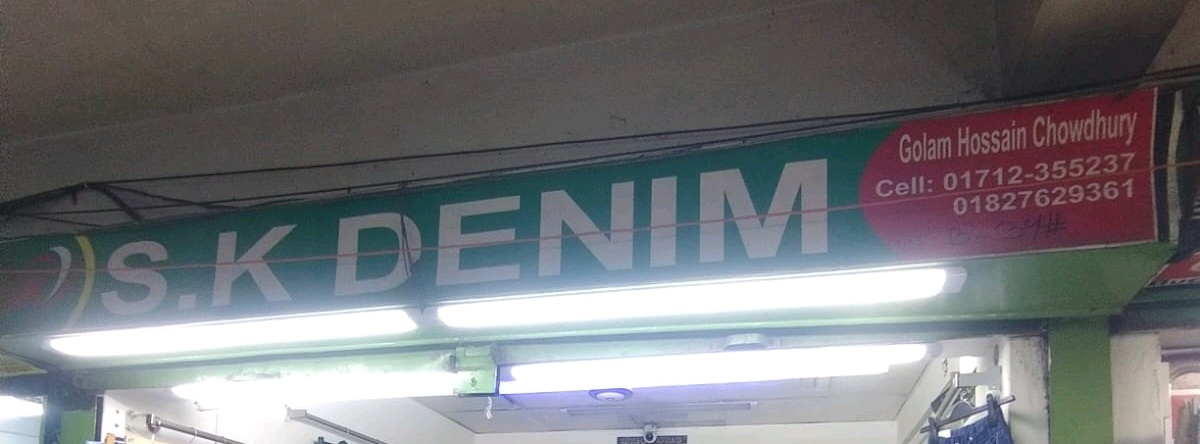 S.K DENIM
Golam Hossain Chowdhury
Cell: 01712-355237
01827629361